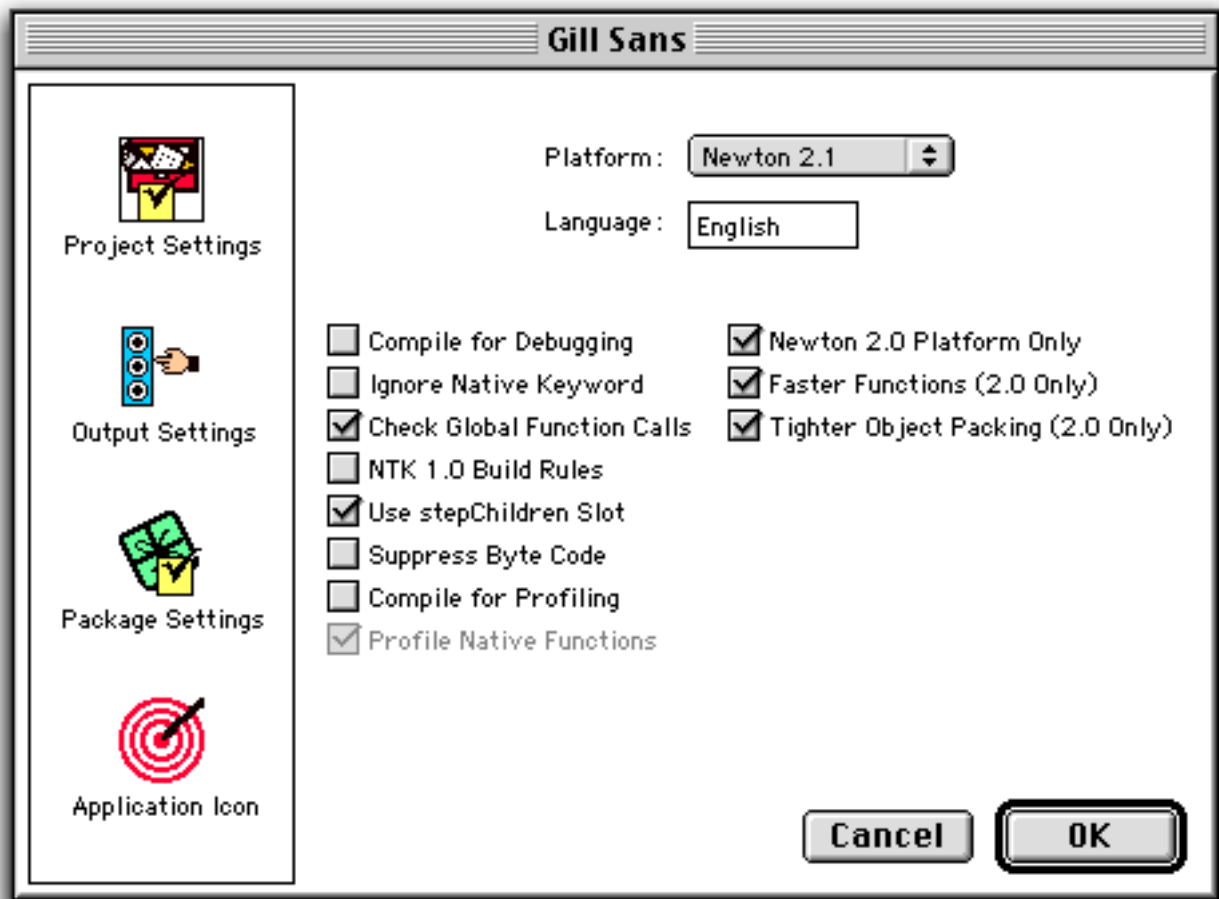 Gill Sans
Project Settings
Output Settings
Package Settings
Application Icon
Platform: Newton 2.1
Language: English
Compile for Debugging
Ignore Native Keyword
Check Global Function Calls
NTK 1.0 Build Rules
Use stepChildren Slot
Suppress Byte Code
Compile for Profiling
Profile Native Functions
Newton 2.0 Platform Only
Faster Functions (2.0 Only)
Tighter Object Packing (2.0 Only)
Cancel
OK